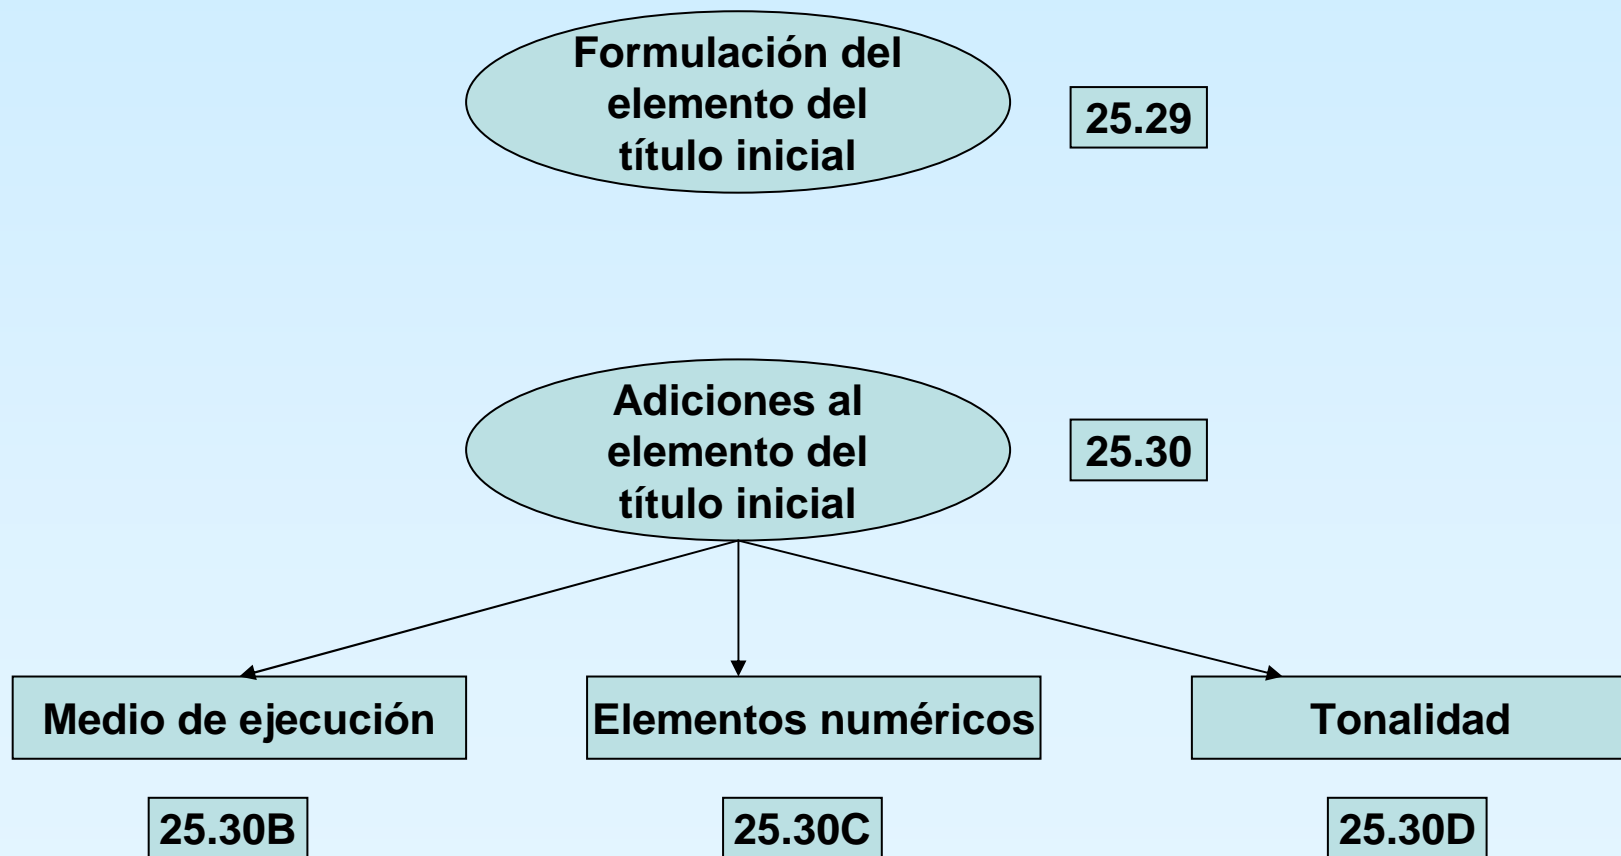 Formulación del
elemento del
título inicial
25.29
Adiciones al
elemento del
título inicial
25.30
Medio de ejecución
Elementos numéricos
Tonalidad
25.30B
25.30C
25.30D